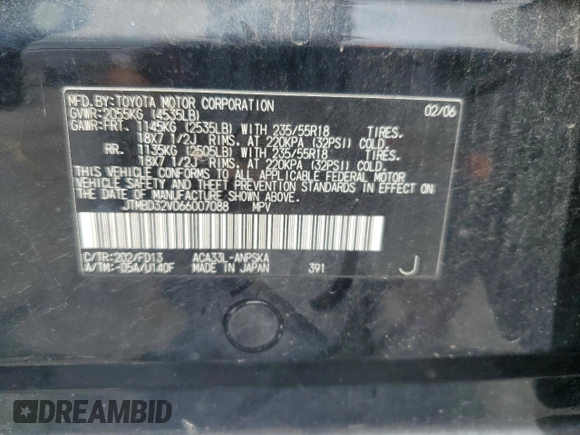 MFD.BY:TOYOTA MOTOR CORPORATION 02/06
GVWR:2055KG (4535LB)
GAWR:FRT. 1145KG (2535LB) WITH 235/55R18 TIRES.
18X7 1/2J RIMS. AT 220KPA (32PSI) COLD.
RR. 1135KG (2505LB) WITH 235/55R18 TIRES.
18X7 1/2J RIMS. AT 220KPA (32PSI) COLD.
THIS VEHICLE CONFORMS TO ALL APPLICABLE FEDERAL MOTOR
VEHICLE SAFETY AND THEFT PREVENTION STANDARDS IN EFFECT ON
THE DATE OF MANUFACTURE SHOWN ABOVE.
JTMBD32V066007088 MPV
C/TR:202/FD13 ACA33L-ANPSKA
A/TM:-05A/U140F MADE IN JAPAN 391 J
DREAMBID